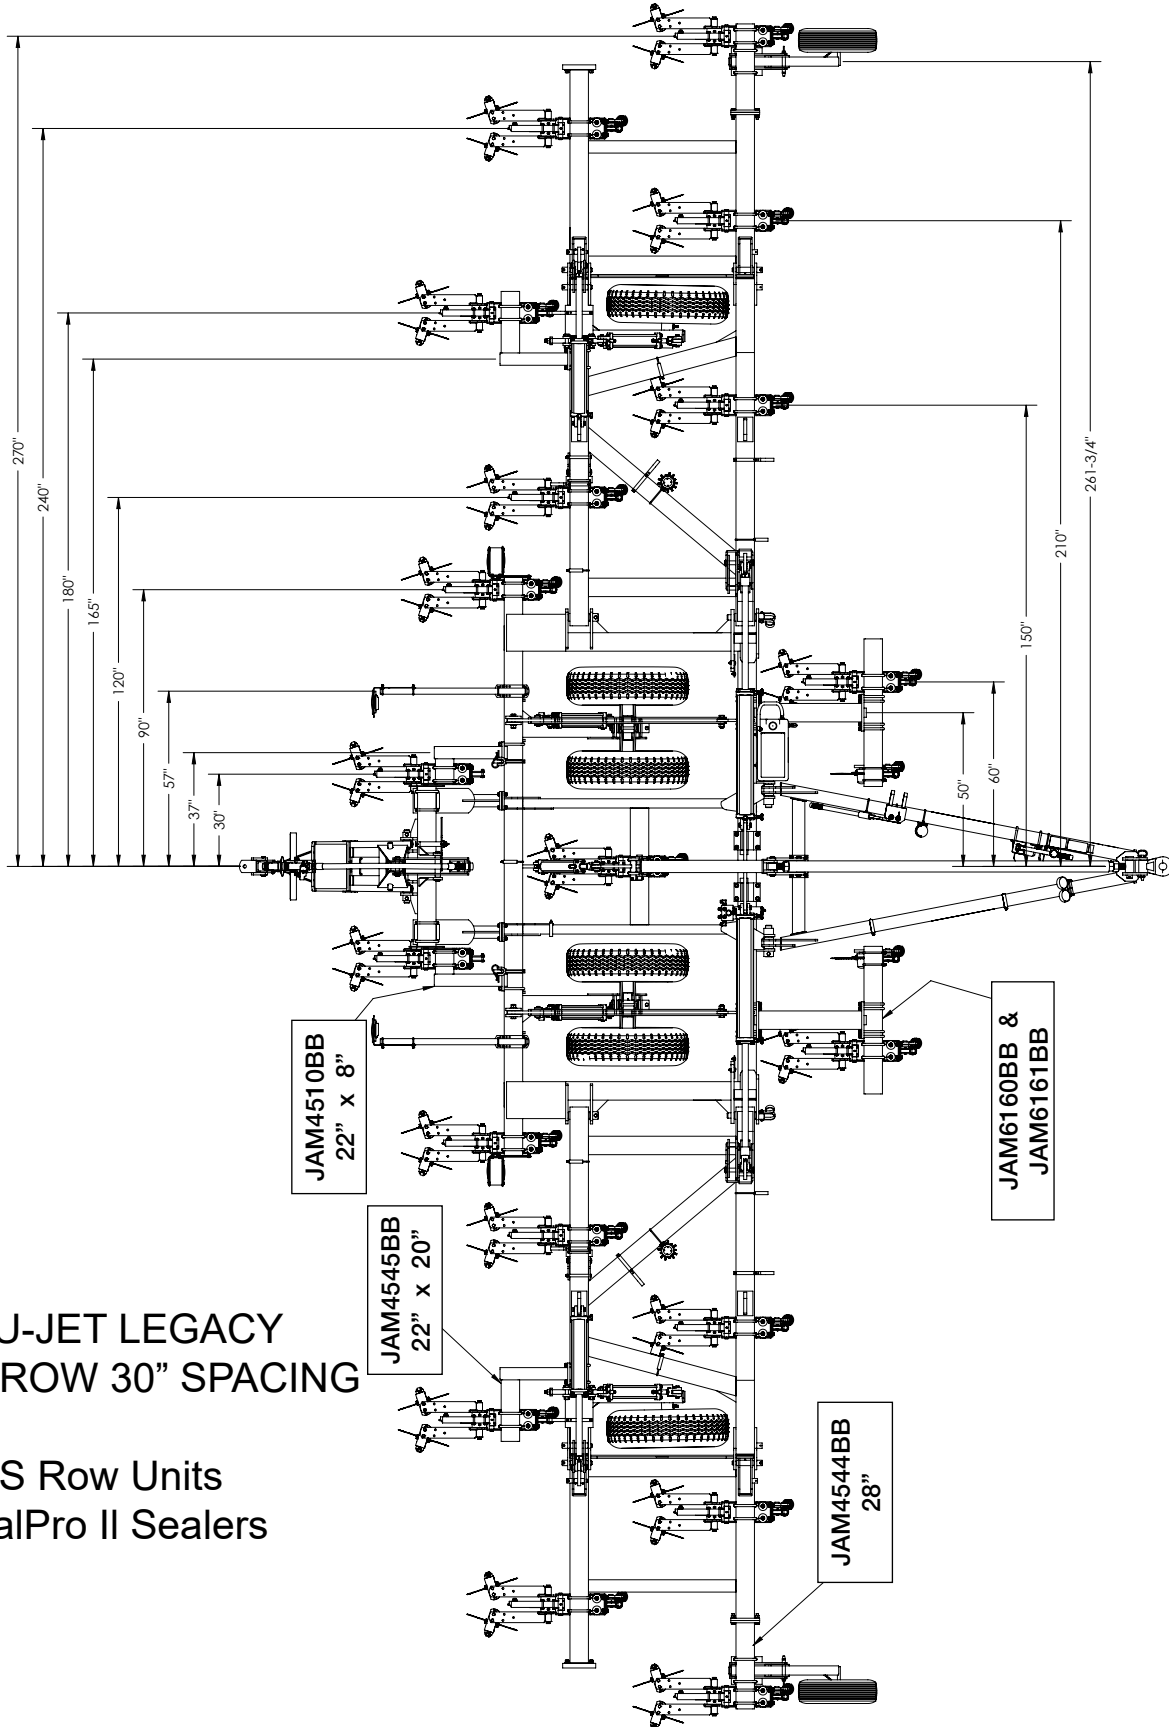 270"
240"
180"
165"
120"
90"
57"
37"
30"
261-3/4"
210"
150"
60"
50"
JAM4510BB
22” x 8”
JAM4545BB
22” x 20”
JAM6160BB &
JAM6161BB
JAM4544BB
28”
U-JET LEGACY
ROW 30” SPACING
S Row Units
alPro II Sealers